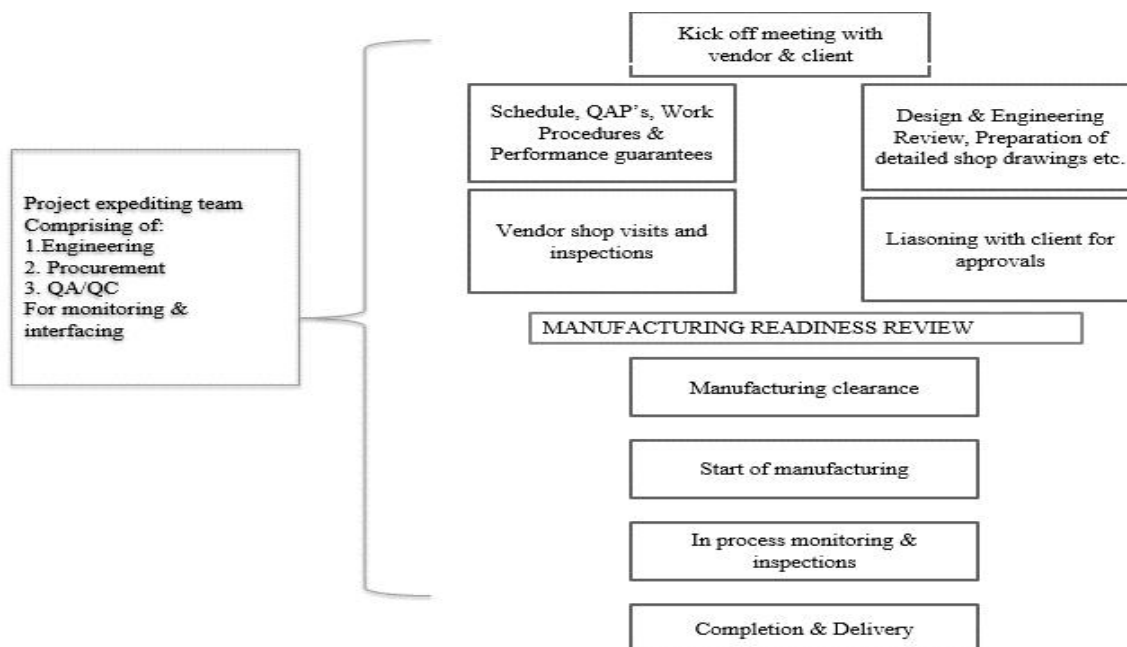 Kick off meeting with
vendor & client
Schedule, QAP's, Work
Procedures &
Performance guarantees
Design & Engineering
Review, Preparation of
detailed shop drawings etc.
Project expediting team
Comprising of:
1.Engineering
2. Procurement
3. QA/QC
For monitoring &
interfacing
Vendor shop visits and
inspections
Liasoning with client for
approvals
MANUFACTURING READINESS REVIEW
Manufacturing clearance
Start of manufacturing
In process monitoring &
inspections
Completion & Delivery